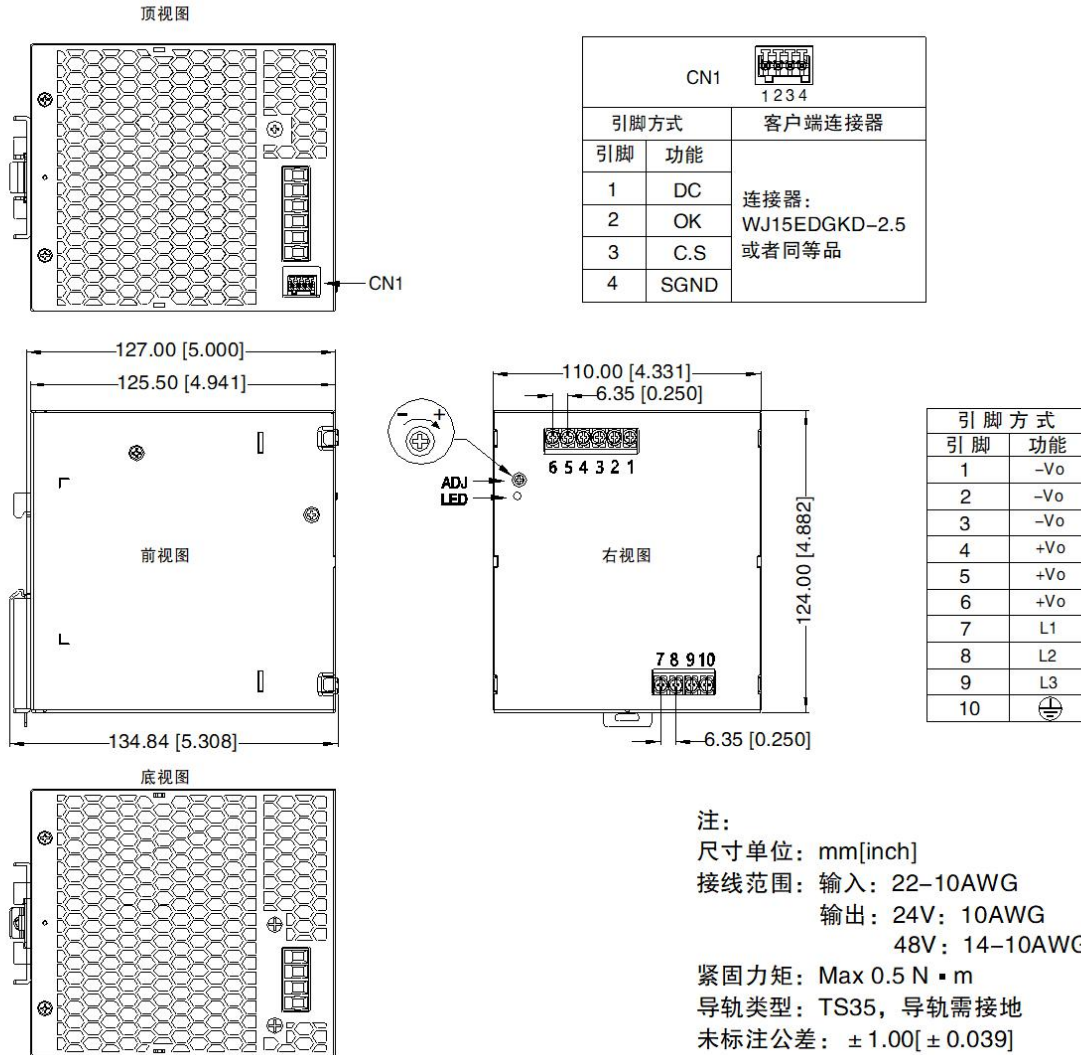 顶视图
CN1
CN1
1 2 3 4
引脚方式 客户端连接器
引脚 功能
1 DC
2 OK
3 C.S
4 SGND
连接器:
WJ15EDGKD-2.5
或者同等品
127.00 [5.000]
125.50 [4.941]
前视图
134.84 [5.308]
110.00 [4.331]
6.35 [0.250]
- +
6 5 4 3 2 1
ADJ
LED
右视图
124.00 [4.882]
7 8 9 10
6.35 [0.250]
引脚方式
引脚 功能
1 -Vo
2 -Vo
3 -Vo
4 +Vo
5 +Vo
6 +Vo
7 L1
8 L2
9 L3
10
底视图
注:
尺寸单位: mm[inch]
接线范围: 输入: 22-10AWG
输出: 24V: 10AWG
48V: 14-10AWG
紧固力矩: Max 0.5 N▪m
导轨类型: TS35, 导轨需接地
未标注公差: ±1.00[±0.039]